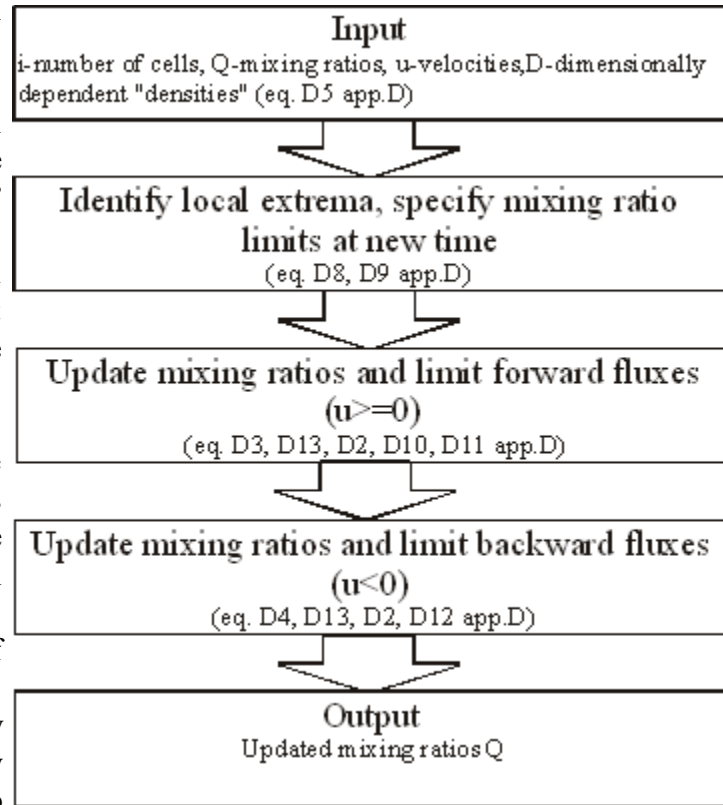 Input
i-number of cells, Q-mixing ratios, u-velocities,D-dimensionally
dependent "densities" (eq. D5 app.D)
Identify local extrema, specify mixing ratio
limits at new time
(eq. D8, D9 app.D)
Update mixing ratios and limit forward fluxes
(u>=0)
(eq. D3, D13, D2, D10, D11 app.D)
Update mixing ratios and limit backward fluxes
(u<0)
(eq. D4, D13, D2, D12 app.D)
Output
Updated mixing ratios Q